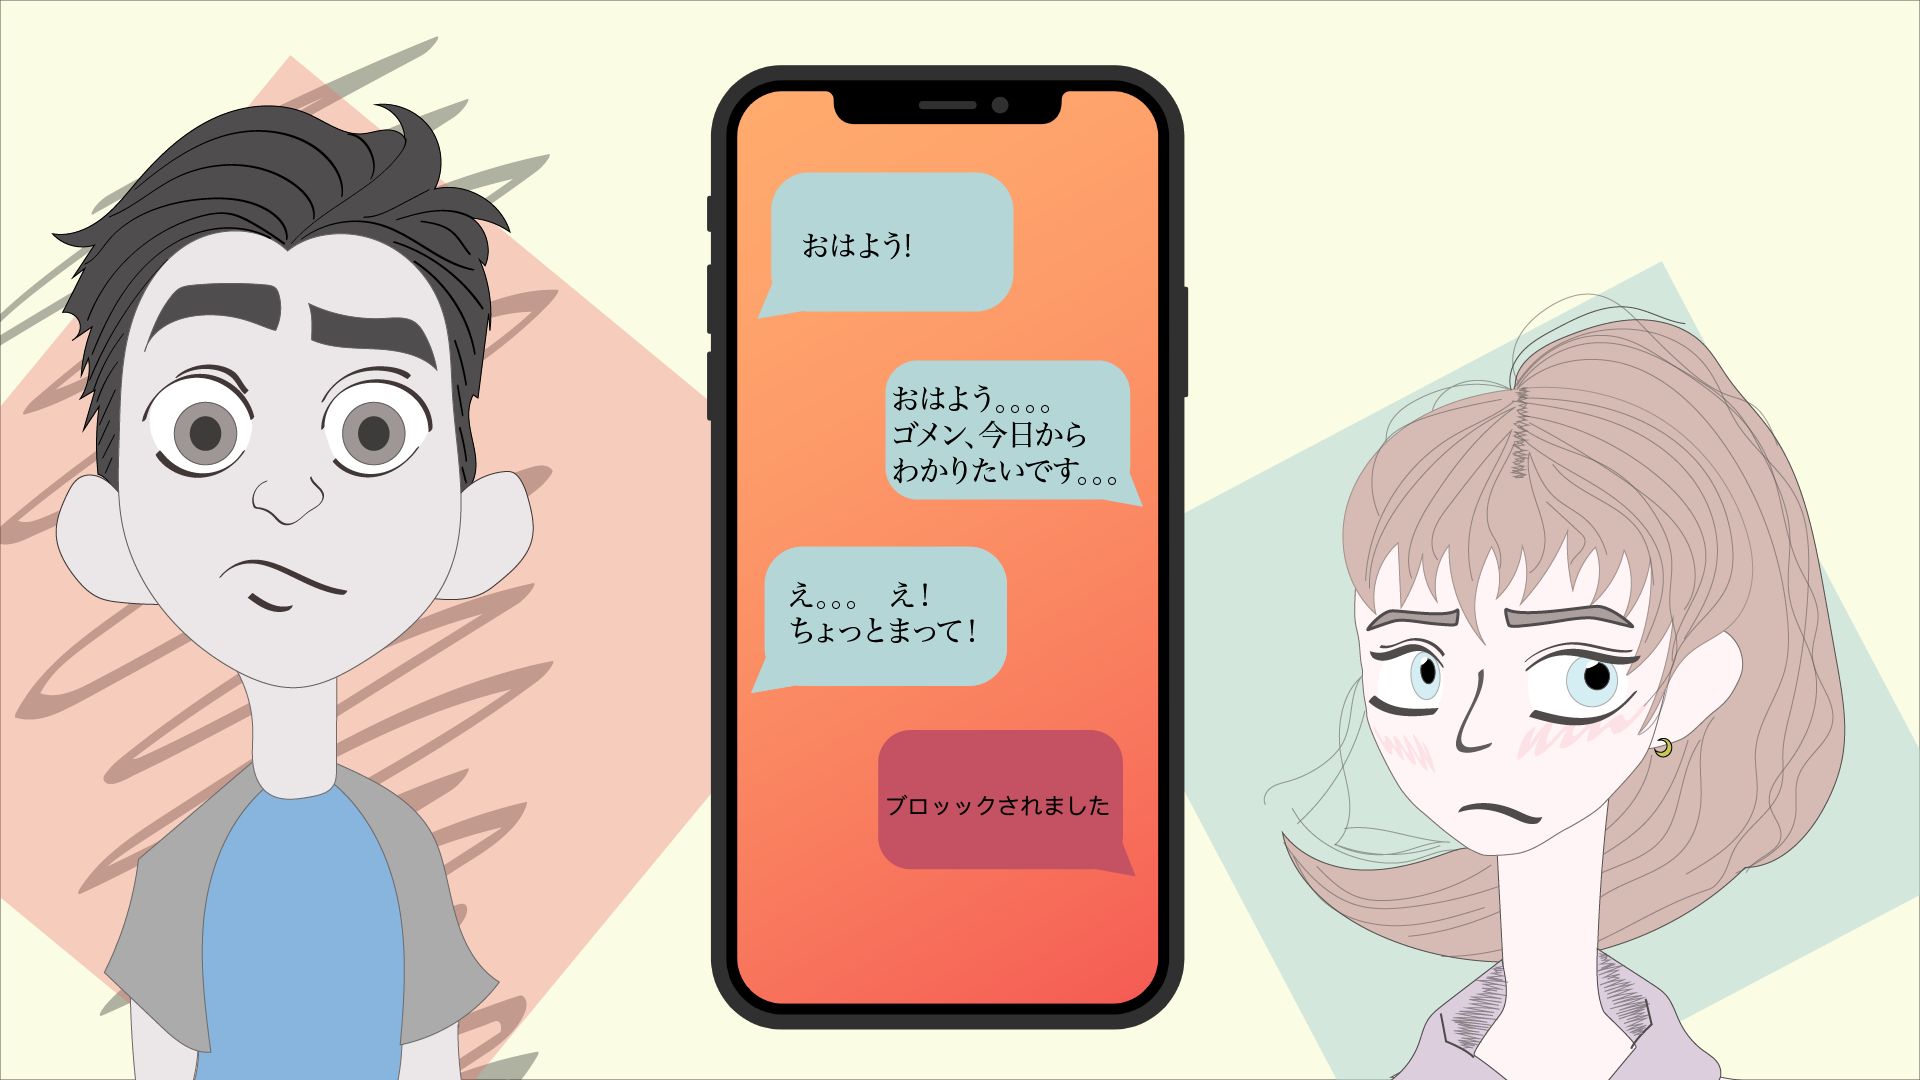 おはよう!
おはよう。。。。
ゴメン、今日から
わかりたいです。。。
え。。。　え!
ちょっとまって!
ブロッックされました